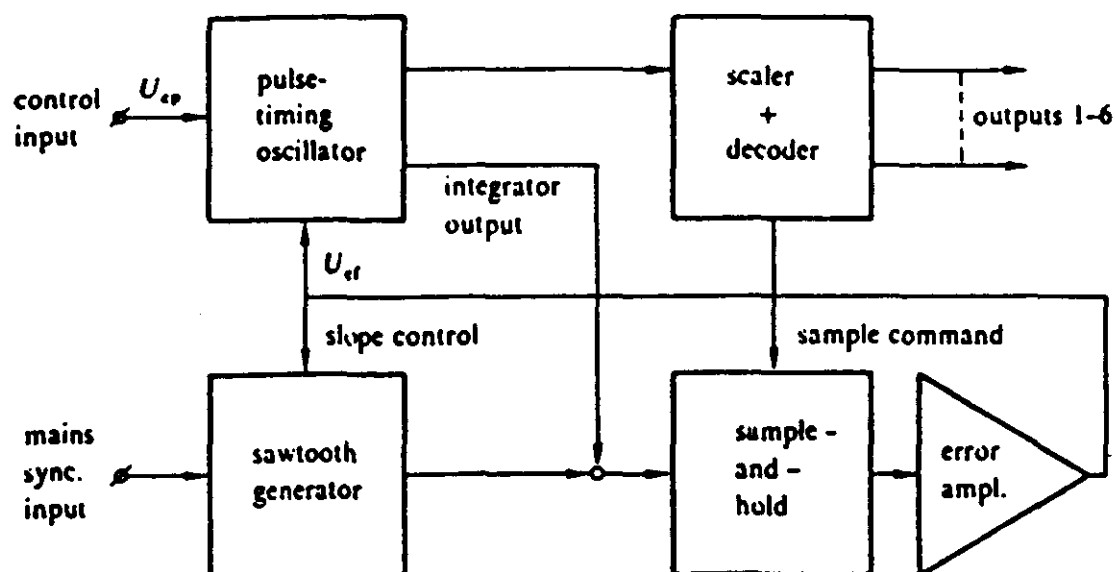 control
input
U_cp
pulse-
timing
oscillator
scaler
+
decoder
outputs 1-6
integrator
output
U_cf
slope control
sample command
mains
sync.
input
sawtooth
generator
sample -
and -
hold
error
ampl.